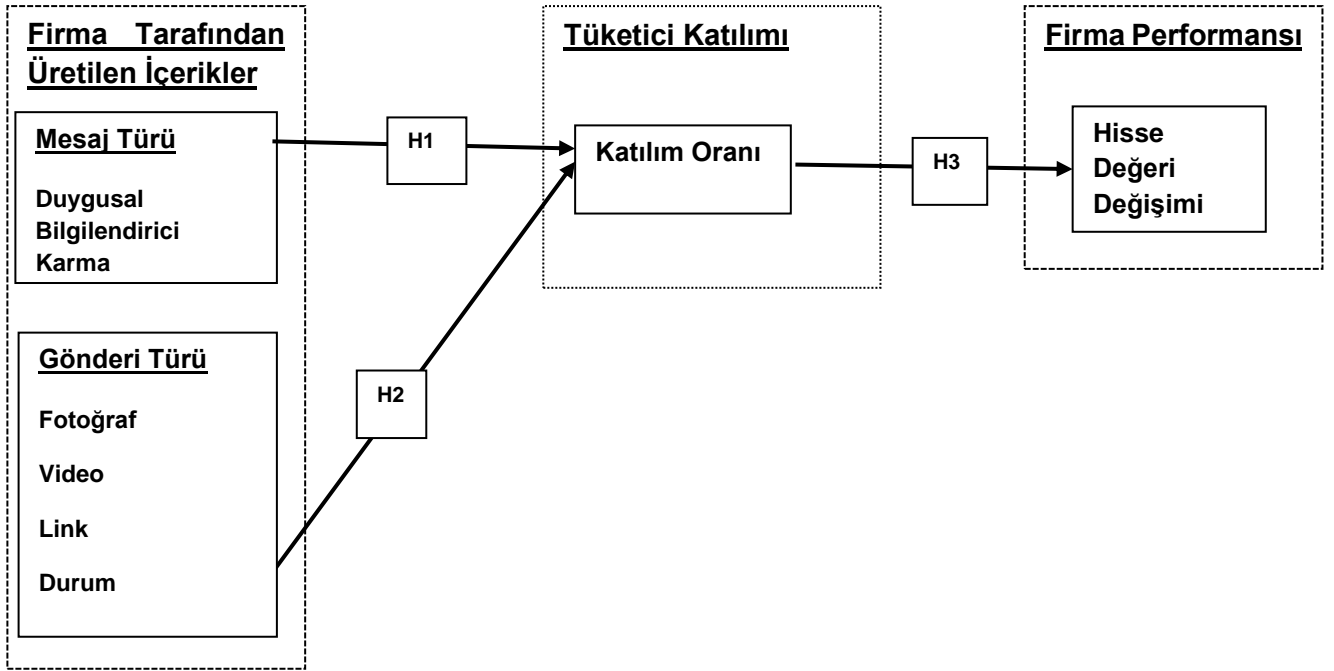 Firma Tarafından
Üretilen İçerikler
Mesaj Türü
Duygusal
Bilgilendirici
Karma
Gönderi Türü
Fotoğraf
Video
Link
Durum
H1
H2
Tüketici Katılımı
Katılım Oranı
H3
Firma Performansı
Hisse
Değeri
Değişimi